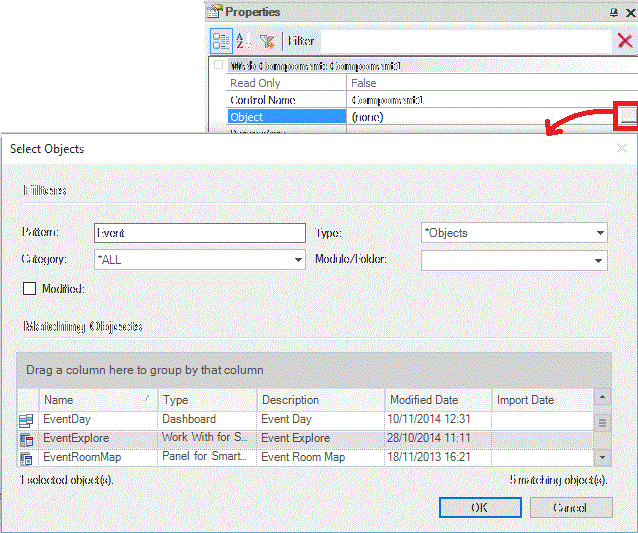 Properties
Filter
Read Only False
Control Name Component1
Object (none)
Select Objects
Filters
Pattern: Event Type: *Objects
Category: *ALL Module/Folder:
Modified:
Matching Objects
Drag a column here to group by that column
Name Type Description Modified Date Import Date
EventDay Dashboard Event Day 10/11/2014 12:31
EventExplore Work With for S... Event Explore 28/10/2014 11:11
EventRoomMap Panel for Smart... Event Room Map 18/11/2013 16:21
1 selected object(s). 5 matching object(s).
OK Cancel